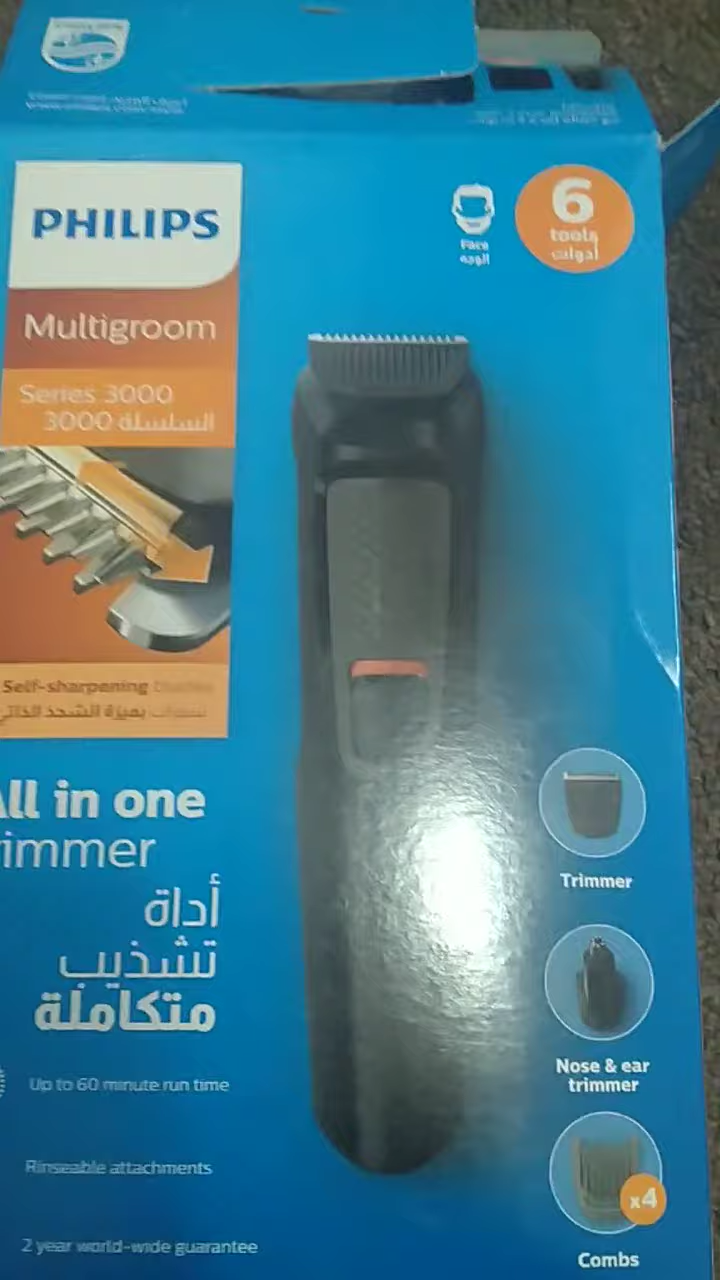 PHILIPS
Multigroom
Series 3000
السلسلة 3000
Face
الوجه
6
tools
أدوات
Self-sharpening
بميزة الشحذ الذاتي
All in one
trimmer
أداة
تشذيب
متكاملة
Up to 60 minute run time
Rinseable attachments
2 year world-wide guarantee
Trimmer
Nose & ear
trimmer
x4
Combs